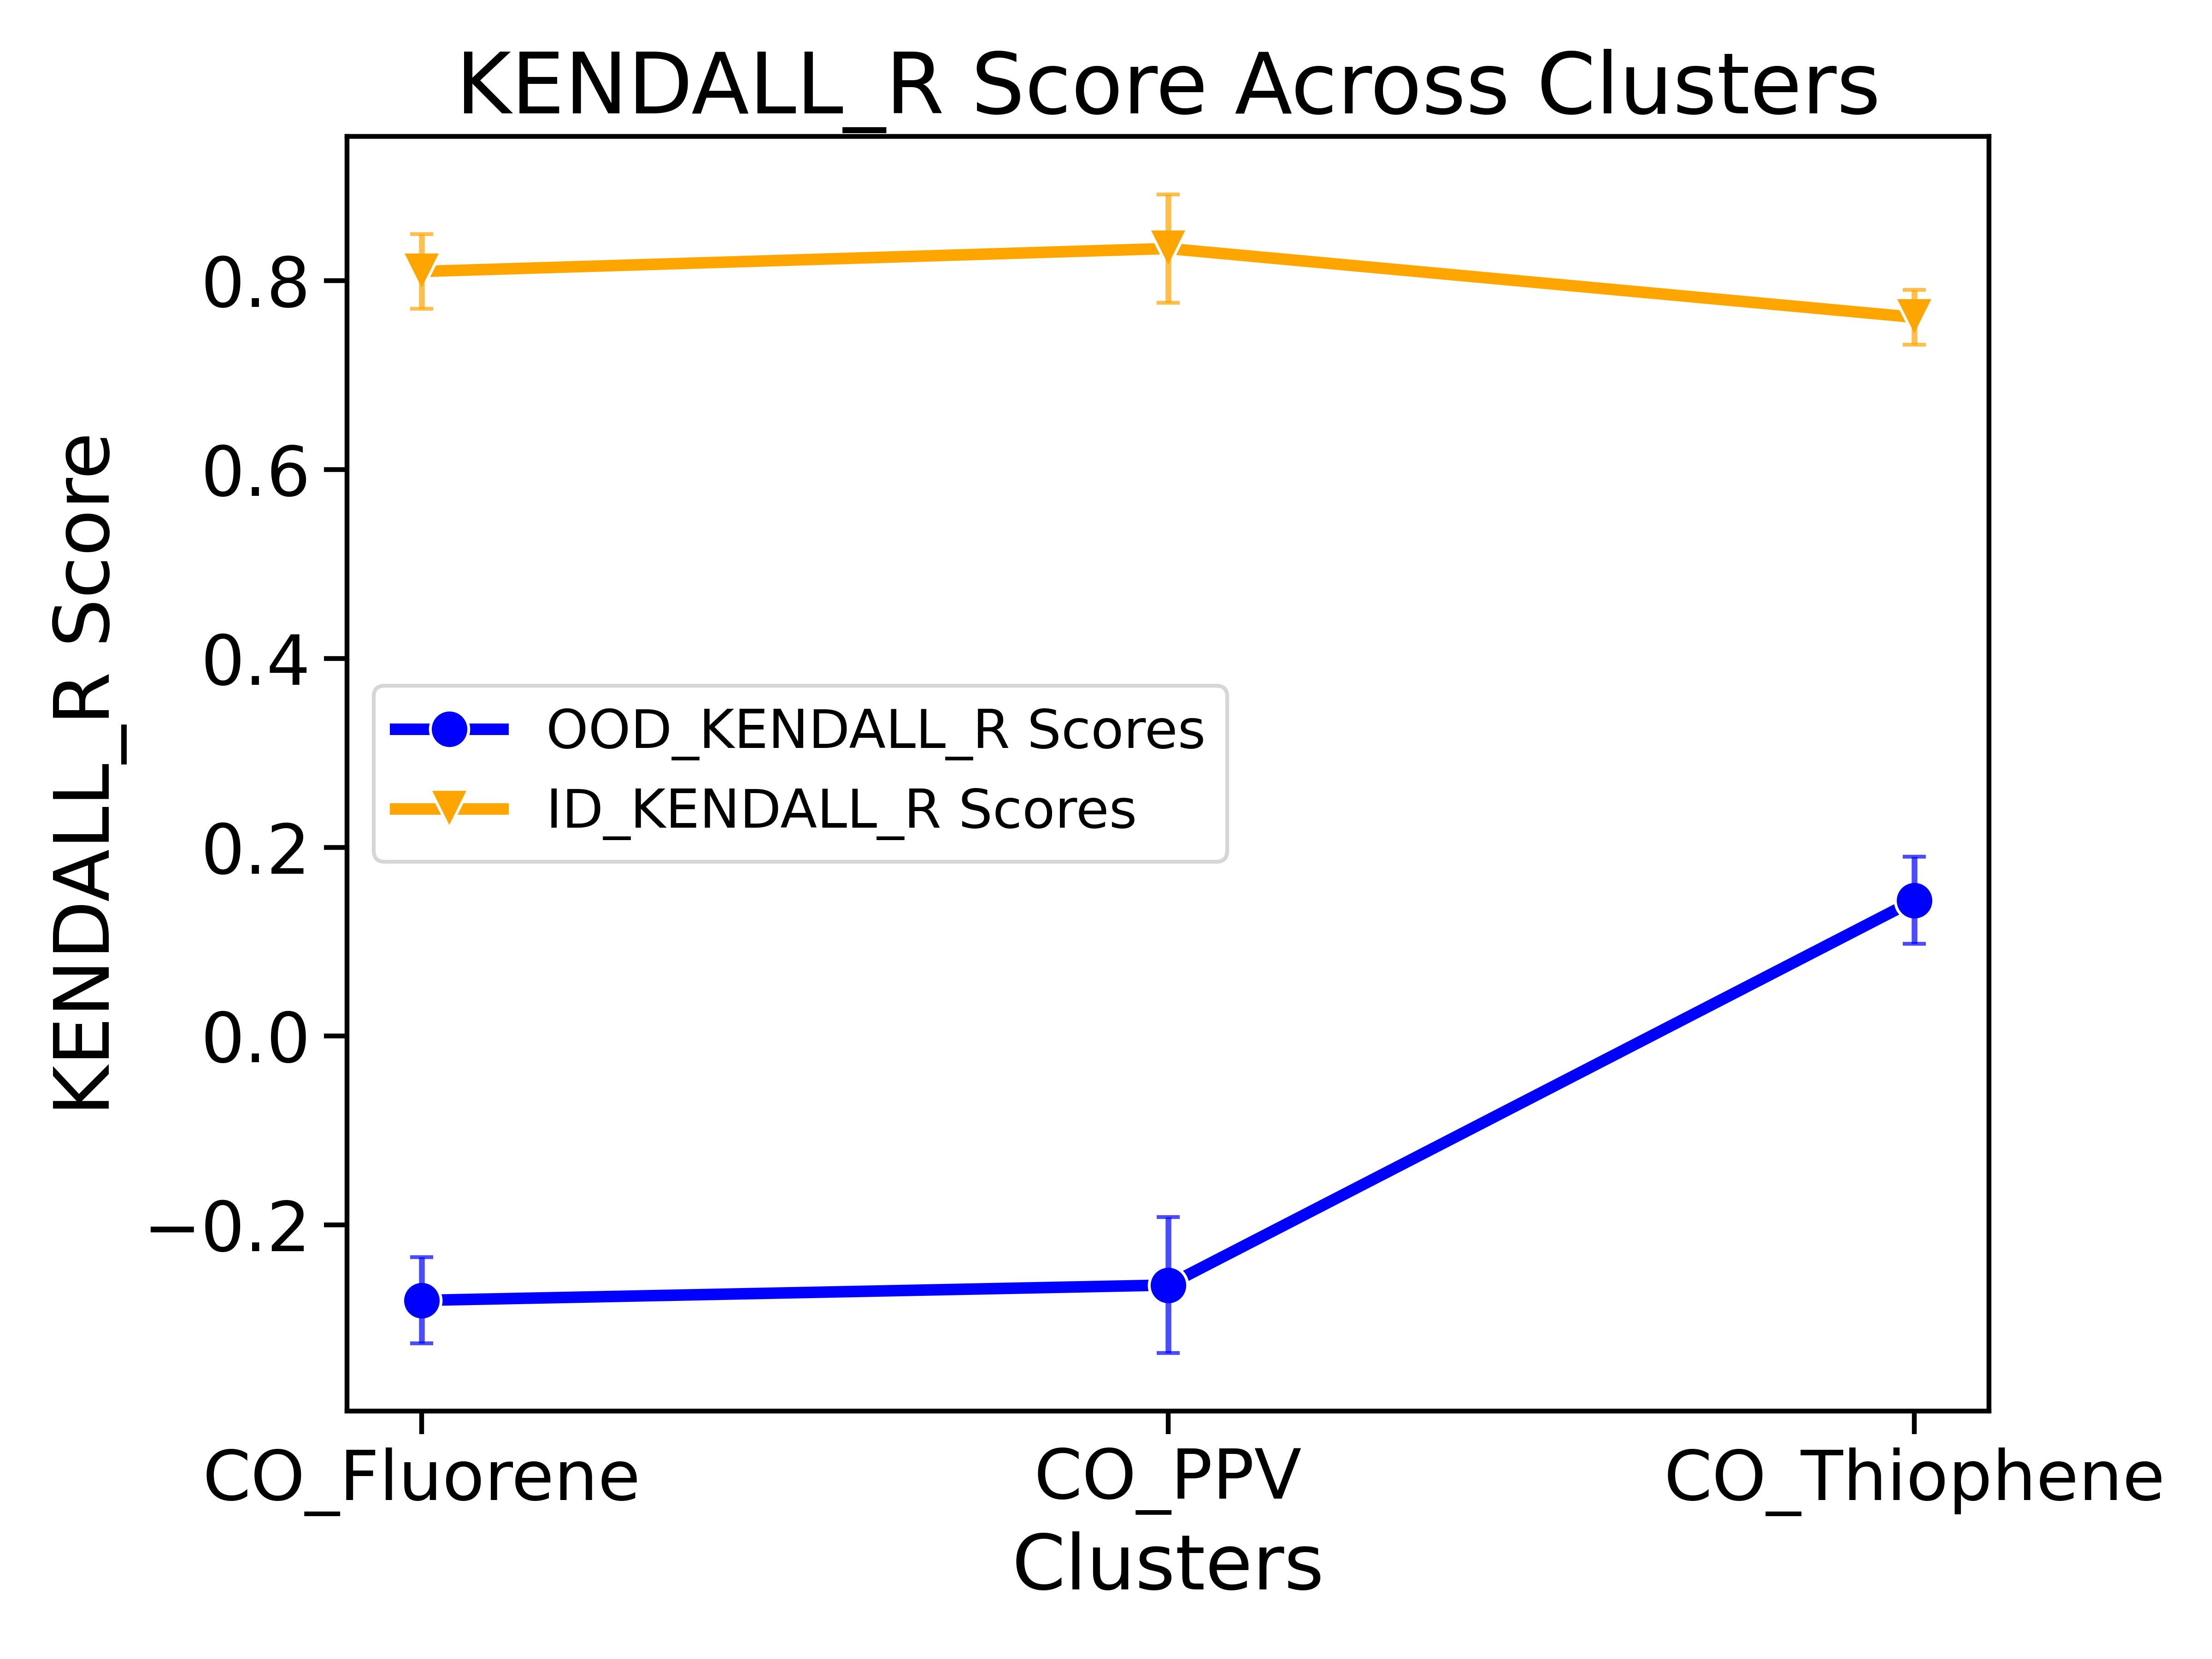 KENDALL_R Score Across Clusters
KENDALL_R Score
0.8
0.6
0.4
0.2
0.0
−0.2
OOD_KENDALL_R Scores
ID_KENDALL_R Scores
CO_Fluorene
CO_PPV
CO_Thiophene
Clusters